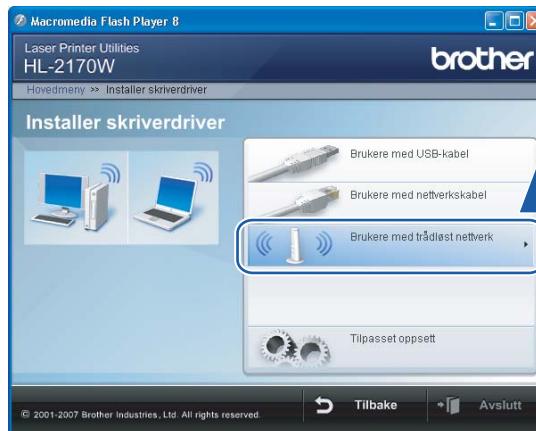 Macromedia Flash Player 8
Laser Printer Utilities
HL-2170W
brother
Hovedmeny >> Installer skriverdriver
Installer skriverdriver
Brukere med USB-kabel
Brukere med nettverkskabel
Brukere med trådløst nettverk
Tilpasset oppsett
© 2001-2007 Brother Industries, Ltd. All rights reserved.
Tilbake
Avslutt